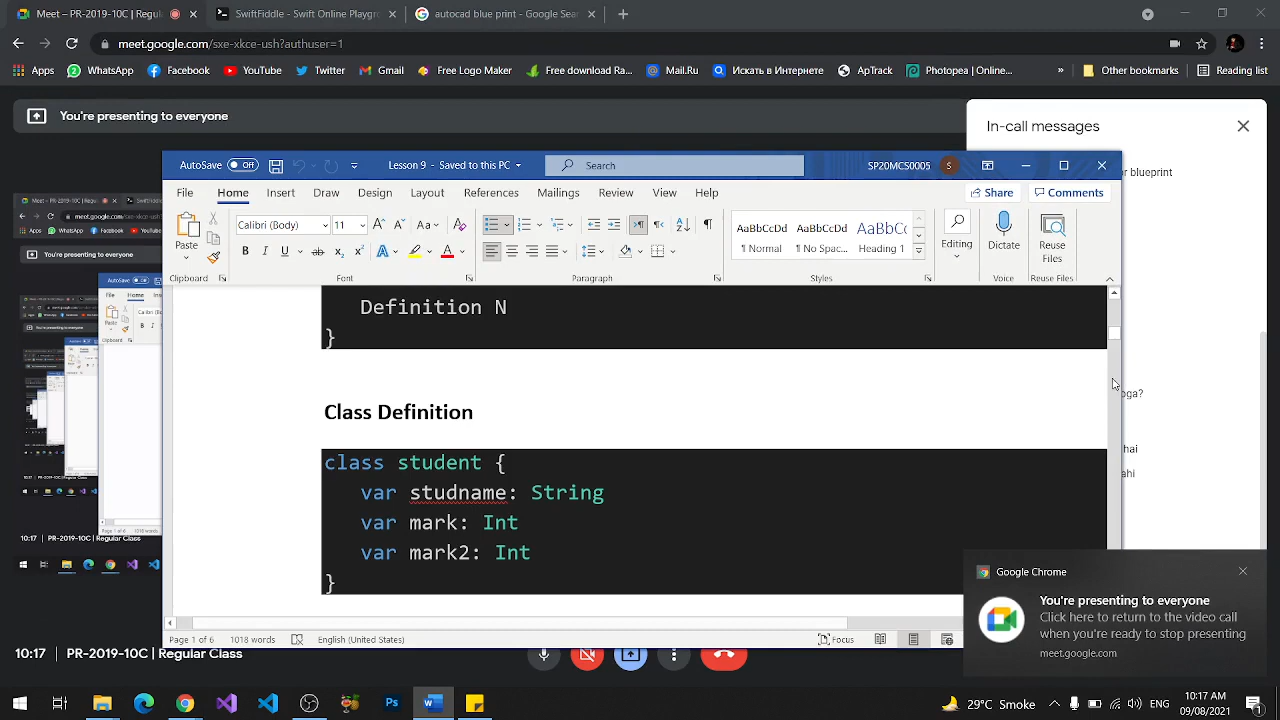 Meet - PR-2019-10C |
SwiftFiddle - Swift Online Playgro
autocad blue print - Google Sear
meet.google.com/sxe-xkce-ush?authuser=1
Apps
WhatsApp
Facebook
YouTube
Twitter
Gmail
Free Logo Maker
Free download Ra...
Mail.Ru
Искать в Интернете
ApTrack
Photopea | Online...
»
Other bookmarks
Reading list
You're presenting to everyone
In-call messages
r blueprint
AutoSave
Off
Lesson 9 - Saved to this PC
Search
SP20MCS0005
S
File
Home
Insert
Draw
Design
Layout
References
Mailings
Review
View
Help
Share
Comments
Paste
Calibri (Body)
11
AaBbCcDd
AaBbCcDd
AaBbCc
¶ Normal
¶ No Spac...
Heading 1
Editing
Dictate
Reuse
Files
Clipboard
Font
Paragraph
Styles
Voice
Reuse Files
Definition N
}
Class Definition
class student {
var studname: String
var mark: Int
var mark2: Int
}
oga?
hai
ahi
Page 1 of 6
1018 words
English (United States)
Focus
Google Chrome
You're presenting to everyone
Click here to return to the video call
when you're ready to stop presenting
meet.google.com
10:17 | PR-2019-10C | Regular Class
29°C Smoke
ENG
10:17 AM
09/08/2021